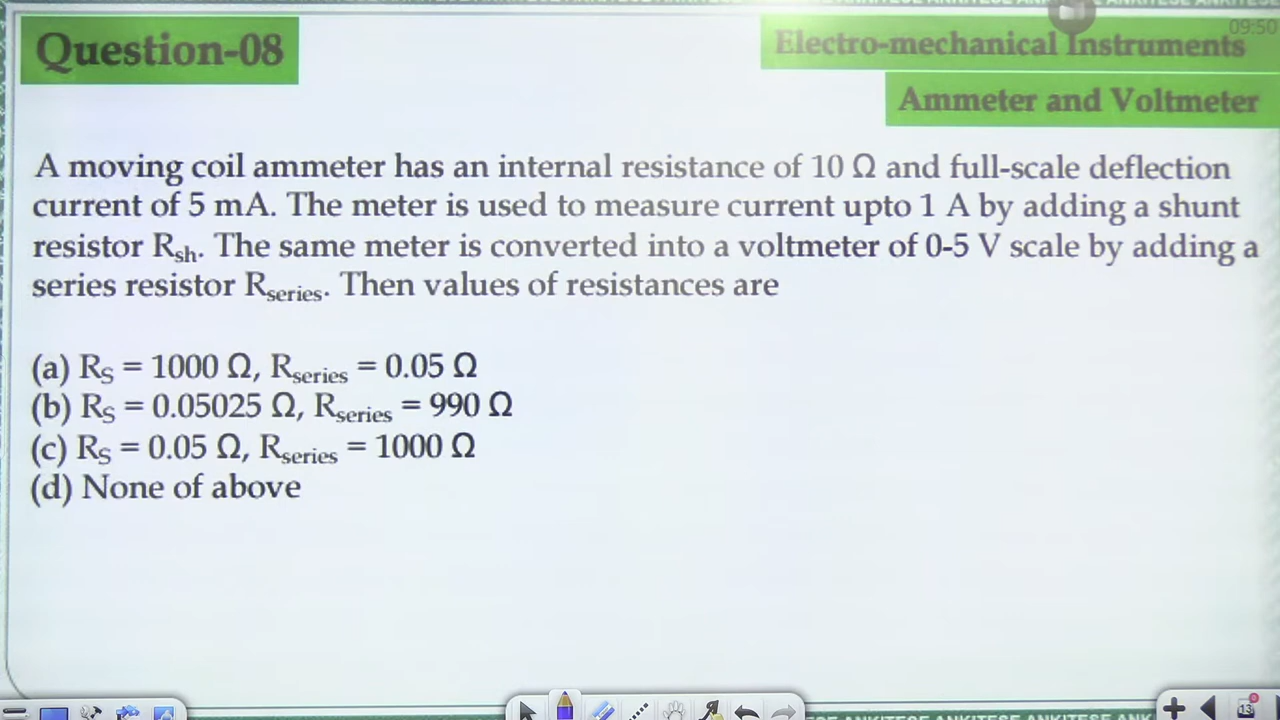 Question-08
09:50
Electro-mechanical Instruments
Ammeter and Voltmeter
A moving coil ammeter has an internal resistance of 10 Ω and full-scale deflection
current of 5 mA. The meter is used to measure current upto 1 A by adding a shunt
resistor Rsh. The same meter is converted into a voltmeter of 0-5 V scale by adding a
series resistor Rseries. Then values of resistances are
(a) RS = 1000 Ω, Rseries = 0.05 Ω
(b) RS = 0.05025 Ω, Rseries = 990 Ω
(c) RS = 0.05 Ω, Rseries = 1000 Ω
(d) None of above
13